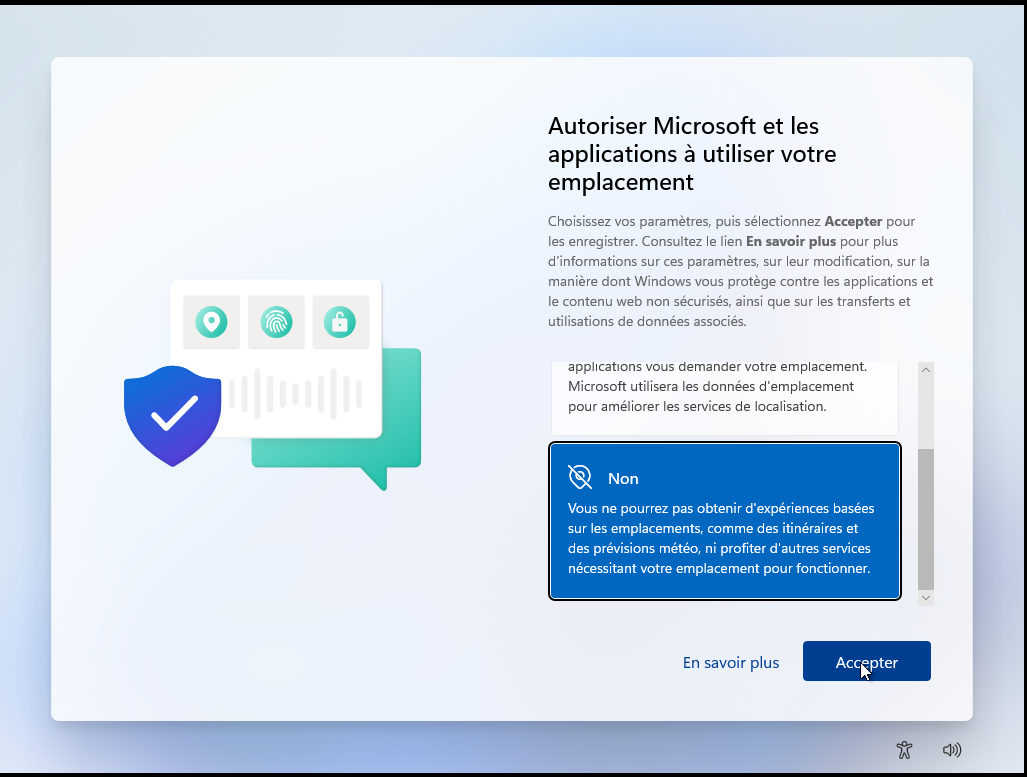 Autoriser Microsoft et les
applications à utiliser votre
emplacement
Choisissez vos paramètres, puis sélectionnez Accepter pour
les enregistrer. Consultez le lien En savoir plus pour plus
d'informations sur ces paramètres, sur leur modification, sur la
manière dont Windows vous protège contre les applications et
le contenu web non sécurisés, ainsi que sur les transferts et
utilisations de données associés.
applications vous demander votre emplacement.
Microsoft utilisera les données d'emplacement
pour améliorer les services de localisation.
Non
Vous ne pourrez pas obtenir d'expériences basées
sur les emplacements, comme des itinéraires et
des prévisions météo, ni profiter d'autres services
nécessitant votre emplacement pour fonctionner.
En savoir plus
Accepter